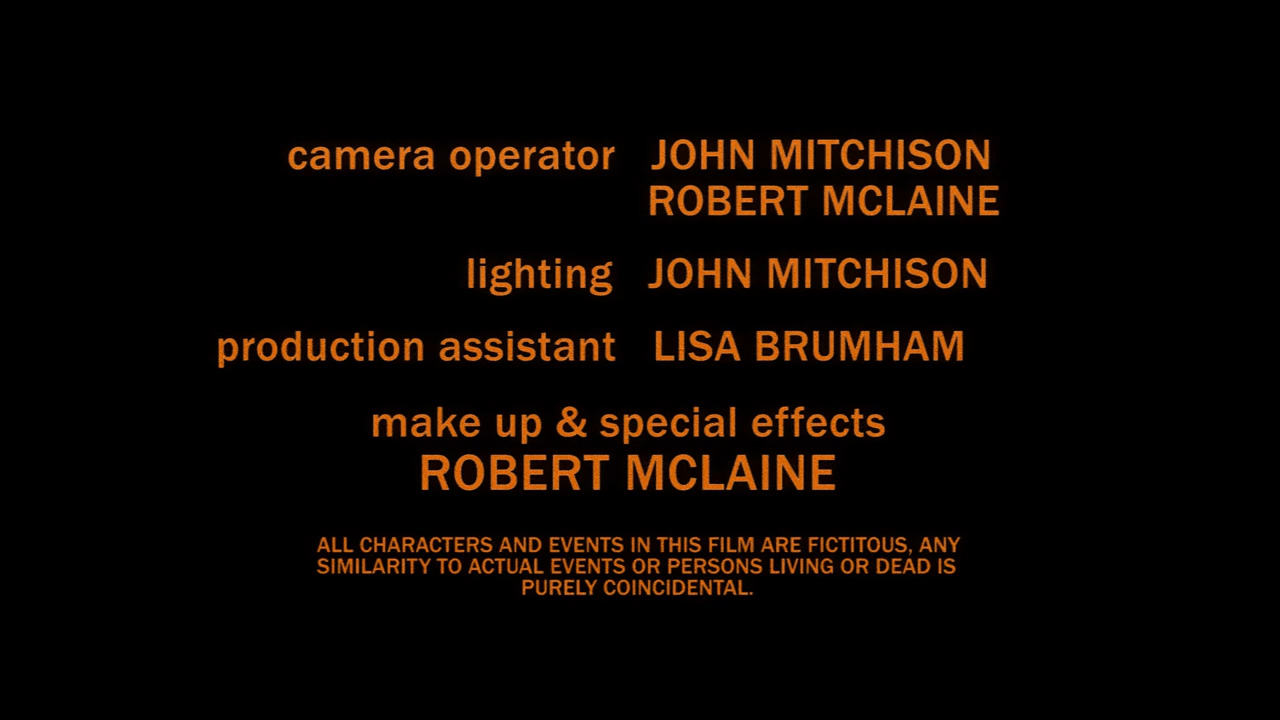 camera operator JOHN MITCHISON
ROBERT MCLAINE
lighting JOHN MITCHISON
production assistant LISA BRUMHAM
make up & special effects
ROBERT MCLAINE
ALL CHARACTERS AND EVENTS IN THIS FILM ARE FICTITOUS, ANY
SIMILARITY TO ACTUAL EVENTS OR PERSONS LIVING OR DEAD IS
PURELY COINCIDENTAL.